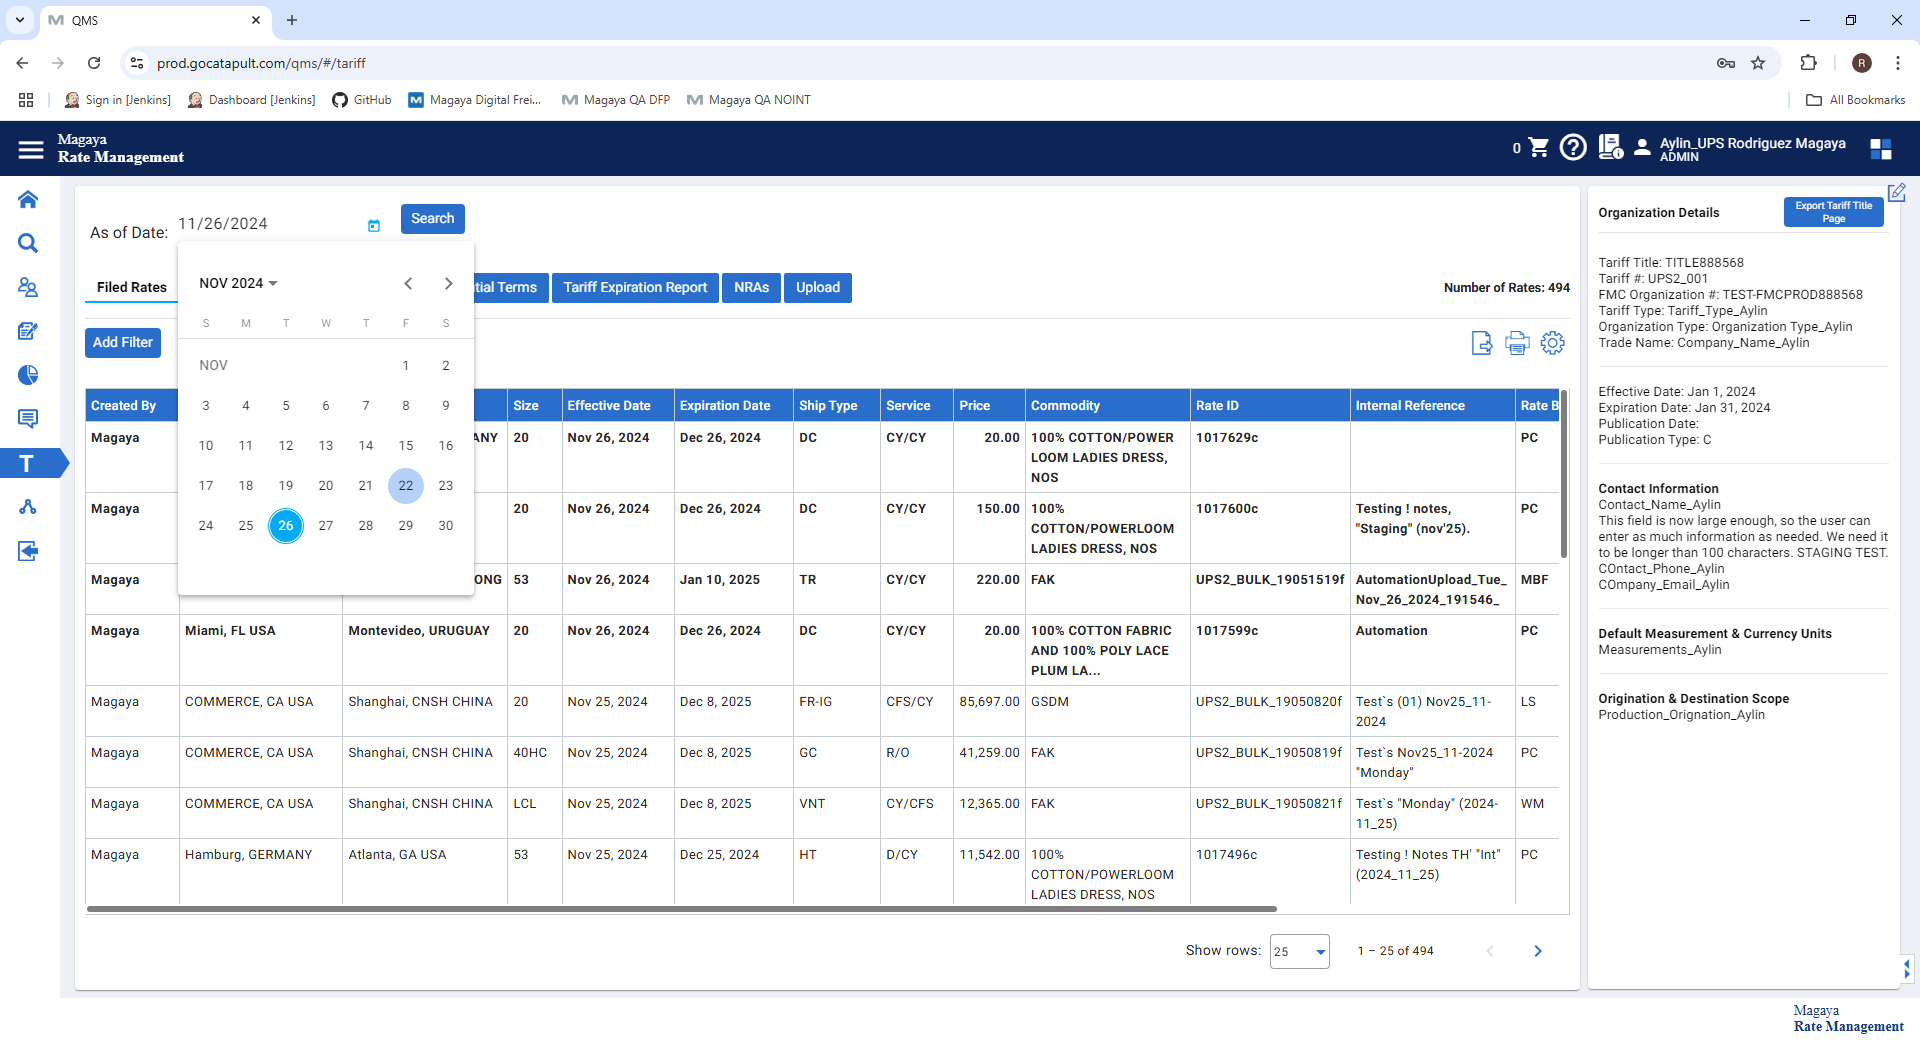 QMS
prod.gocatapult.com/qms/#/tariff
R
Sign in [Jenkins]
Dashboard [Jenkins]
GitHub
Magaya Digital Frei...
Magaya QA DFP
Magaya QA NOINT
All Bookmarks
Magaya
Rate Management
0
Aylin_UPS Rodriguez Magaya
ADMIN
T
As of Date: 11/26/2024
Search
Filed Rates
tial Terms
Tariff Expiration Report
NRAs
Upload
Number of Rates: 494
Add Filter
NOV 2024
S M T W T F S
NOV 1 2
3 4 5 6 7 8 9
10 11 12 13 14 15 16
17 18 19 20 21 22 23
24 25 26 27 28 29 30
Created By Size Effective Date Expiration Date Ship Type Service Price Commodity Rate ID Internal Reference Rate B
Magaya ANY 20 Nov 26, 2024 Dec 26, 2024 DC CY/CY 20.00 100% COTTON/POWER 1017629c PC
LOOM LADIES DRESS,
NOS
Magaya 20 Nov 26, 2024 Dec 26, 2024 DC CY/CY 150.00 100% 1017600c Testing ! notes, PC
COTTON/POWERLOOM "Staging" (nov'25).
LADIES DRESS, NOS
Magaya ONG 53 Nov 26, 2024 Jan 10, 2025 TR CY/CY 220.00 FAK UPS2_BULK_19051519f AutomationUpload_Tue_ MBF
Nov_26_2024_191546_
Magaya Miami, FL USA Montevideo, URUGUAY 20 Nov 26, 2024 Dec 26, 2024 DC CY/CY 20.00 100% COTTON FABRIC 1017599c Automation PC
AND 100% POLY LACE
PLUM LA...
Magaya COMMERCE, CA USA Shanghai, CNSH CHINA 20 Nov 25, 2024 Dec 8, 2025 FR-IG CFS/CY 85,697.00 GSDM UPS2_BULK_19050820f Test`s (01) Nov25_11- LS
2024
Magaya COMMERCE, CA USA Shanghai, CNSH CHINA 40HC Nov 25, 2024 Dec 8, 2025 GC R/O 41,259.00 FAK UPS2_BULK_19050819f Test`s Nov25_11-2024 PC
"Monday"
Magaya COMMERCE, CA USA Shanghai, CNSH CHINA LCL Nov 25, 2024 Dec 8, 2025 VNT CY/CFS 12,365.00 FAK UPS2_BULK_19050821f Test`s "Monday" (2024- WM
11_25)
Magaya Hamburg, GERMANY Atlanta, GA USA 53 Nov 25, 2024 Dec 25, 2024 HT D/CY 11,542.00 100% 1017496c Testing ! Notes TH' "Int" PC
COTTON/POWERLOOM (2024_11_25)
LADIES DRESS, NOS
Show rows: 25 1 – 25 of 494
Organization Details
Export Tariff Title
Page
Tariff Title: TITLE888568
Tariff #: UPS2_001
FMC Organization #: TEST-FMCPROD888568
Tariff Type: Tariff_Type_Aylin
Organization Type: Organization Type_Aylin
Trade Name: Company_Name_Aylin
Effective Date: Jan 1, 2024
Expiration Date: Jan 31, 2024
Publication Date:
Publication Type: C
Contact Information
Contact_Name_Aylin
This field is now large enough, so the user can
enter as much information as needed. We need it
to be longer than 100 characters. STAGING TEST.
COntact_Phone_Aylin
COmpany_Email_Aylin
Default Measurement & Currency Units
Measurements_Aylin
Origination & Destination Scope
Production_Orignation_Aylin
Magaya
Rate Management